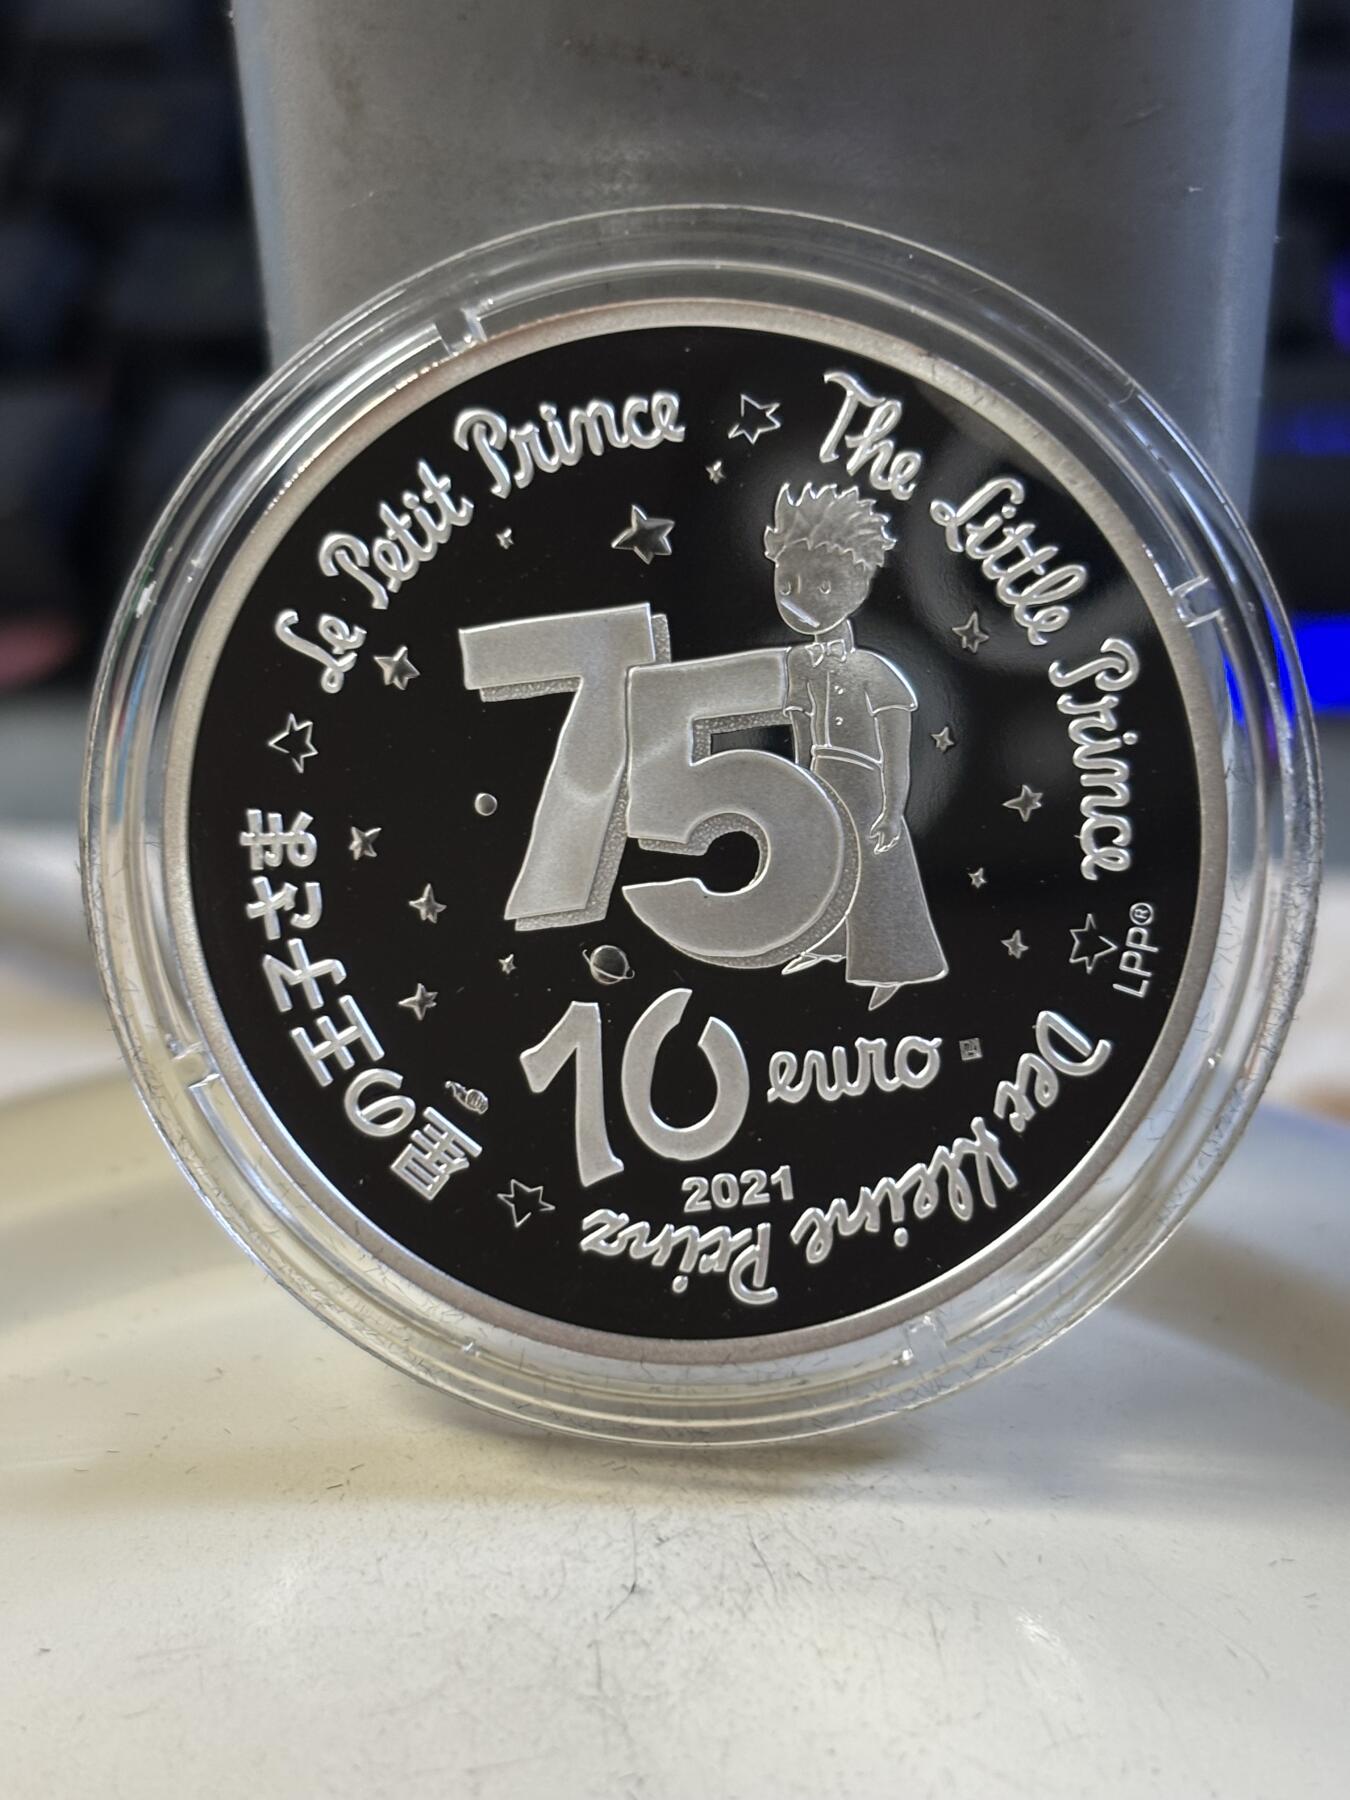 Le Petit Prince
The Little Prince
LPP®
Der Kleine Prinz
星の王子さま
75
10 euro
2021